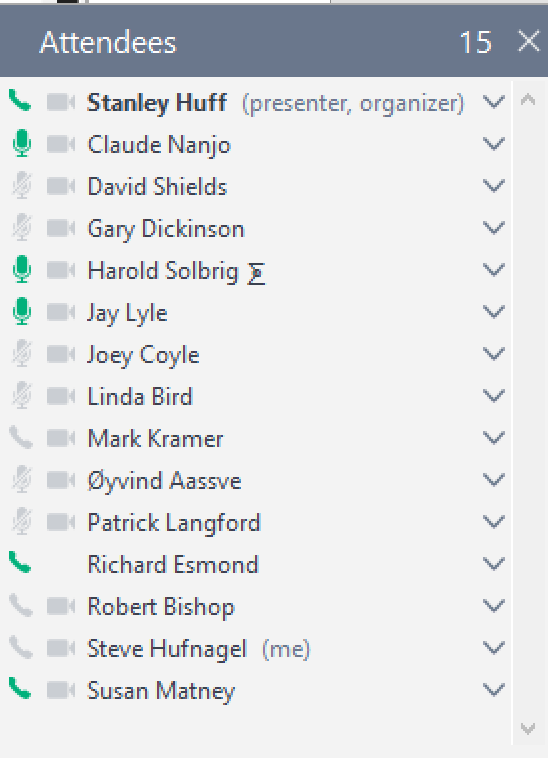 Attendees 15
Stanley Huff (presenter, organizer)
Claude Nanjo
David Shields
Gary Dickinson
Harold Solbrig
Jay Lyle
Joey Coyle
Linda Bird
Mark Kramer
Øyvind Aassve
Patrick Langford
Richard Esmond
Robert Bishop
Steve Hufnagel (me)
Susan Matney